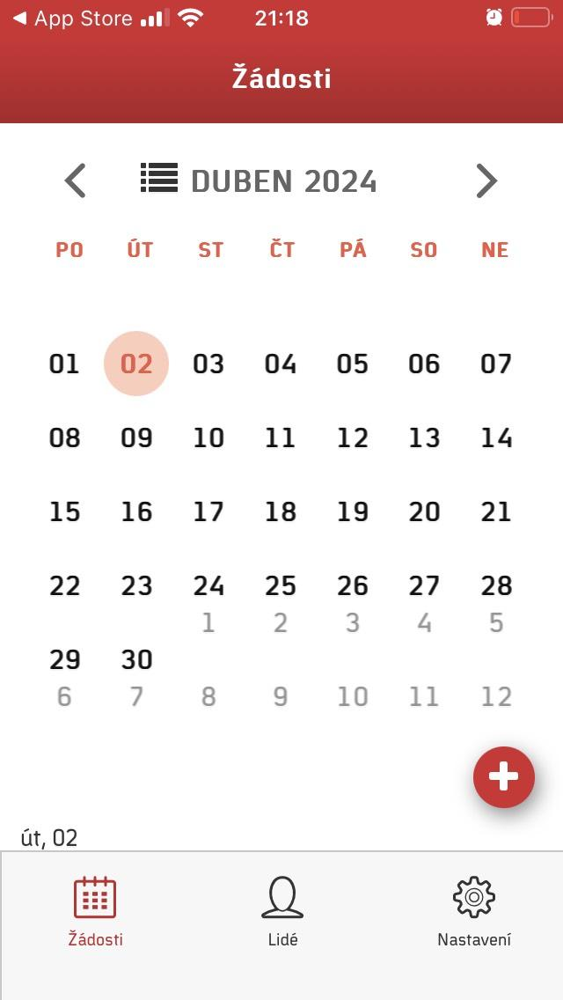 App Store 21:18
Žádosti
DUBEN 2024
PO ÚT ST ČT PÁ SO NE
01 02 03 04 05 06 07
08 09 10 11 12 13 14
15 16 17 18 19 20 21
22 23 24 25 26 27 28
1 2 3 4 5
29 30
6 7 8 9 10 11 12
út, 02
Žádosti Lidé Nastavení